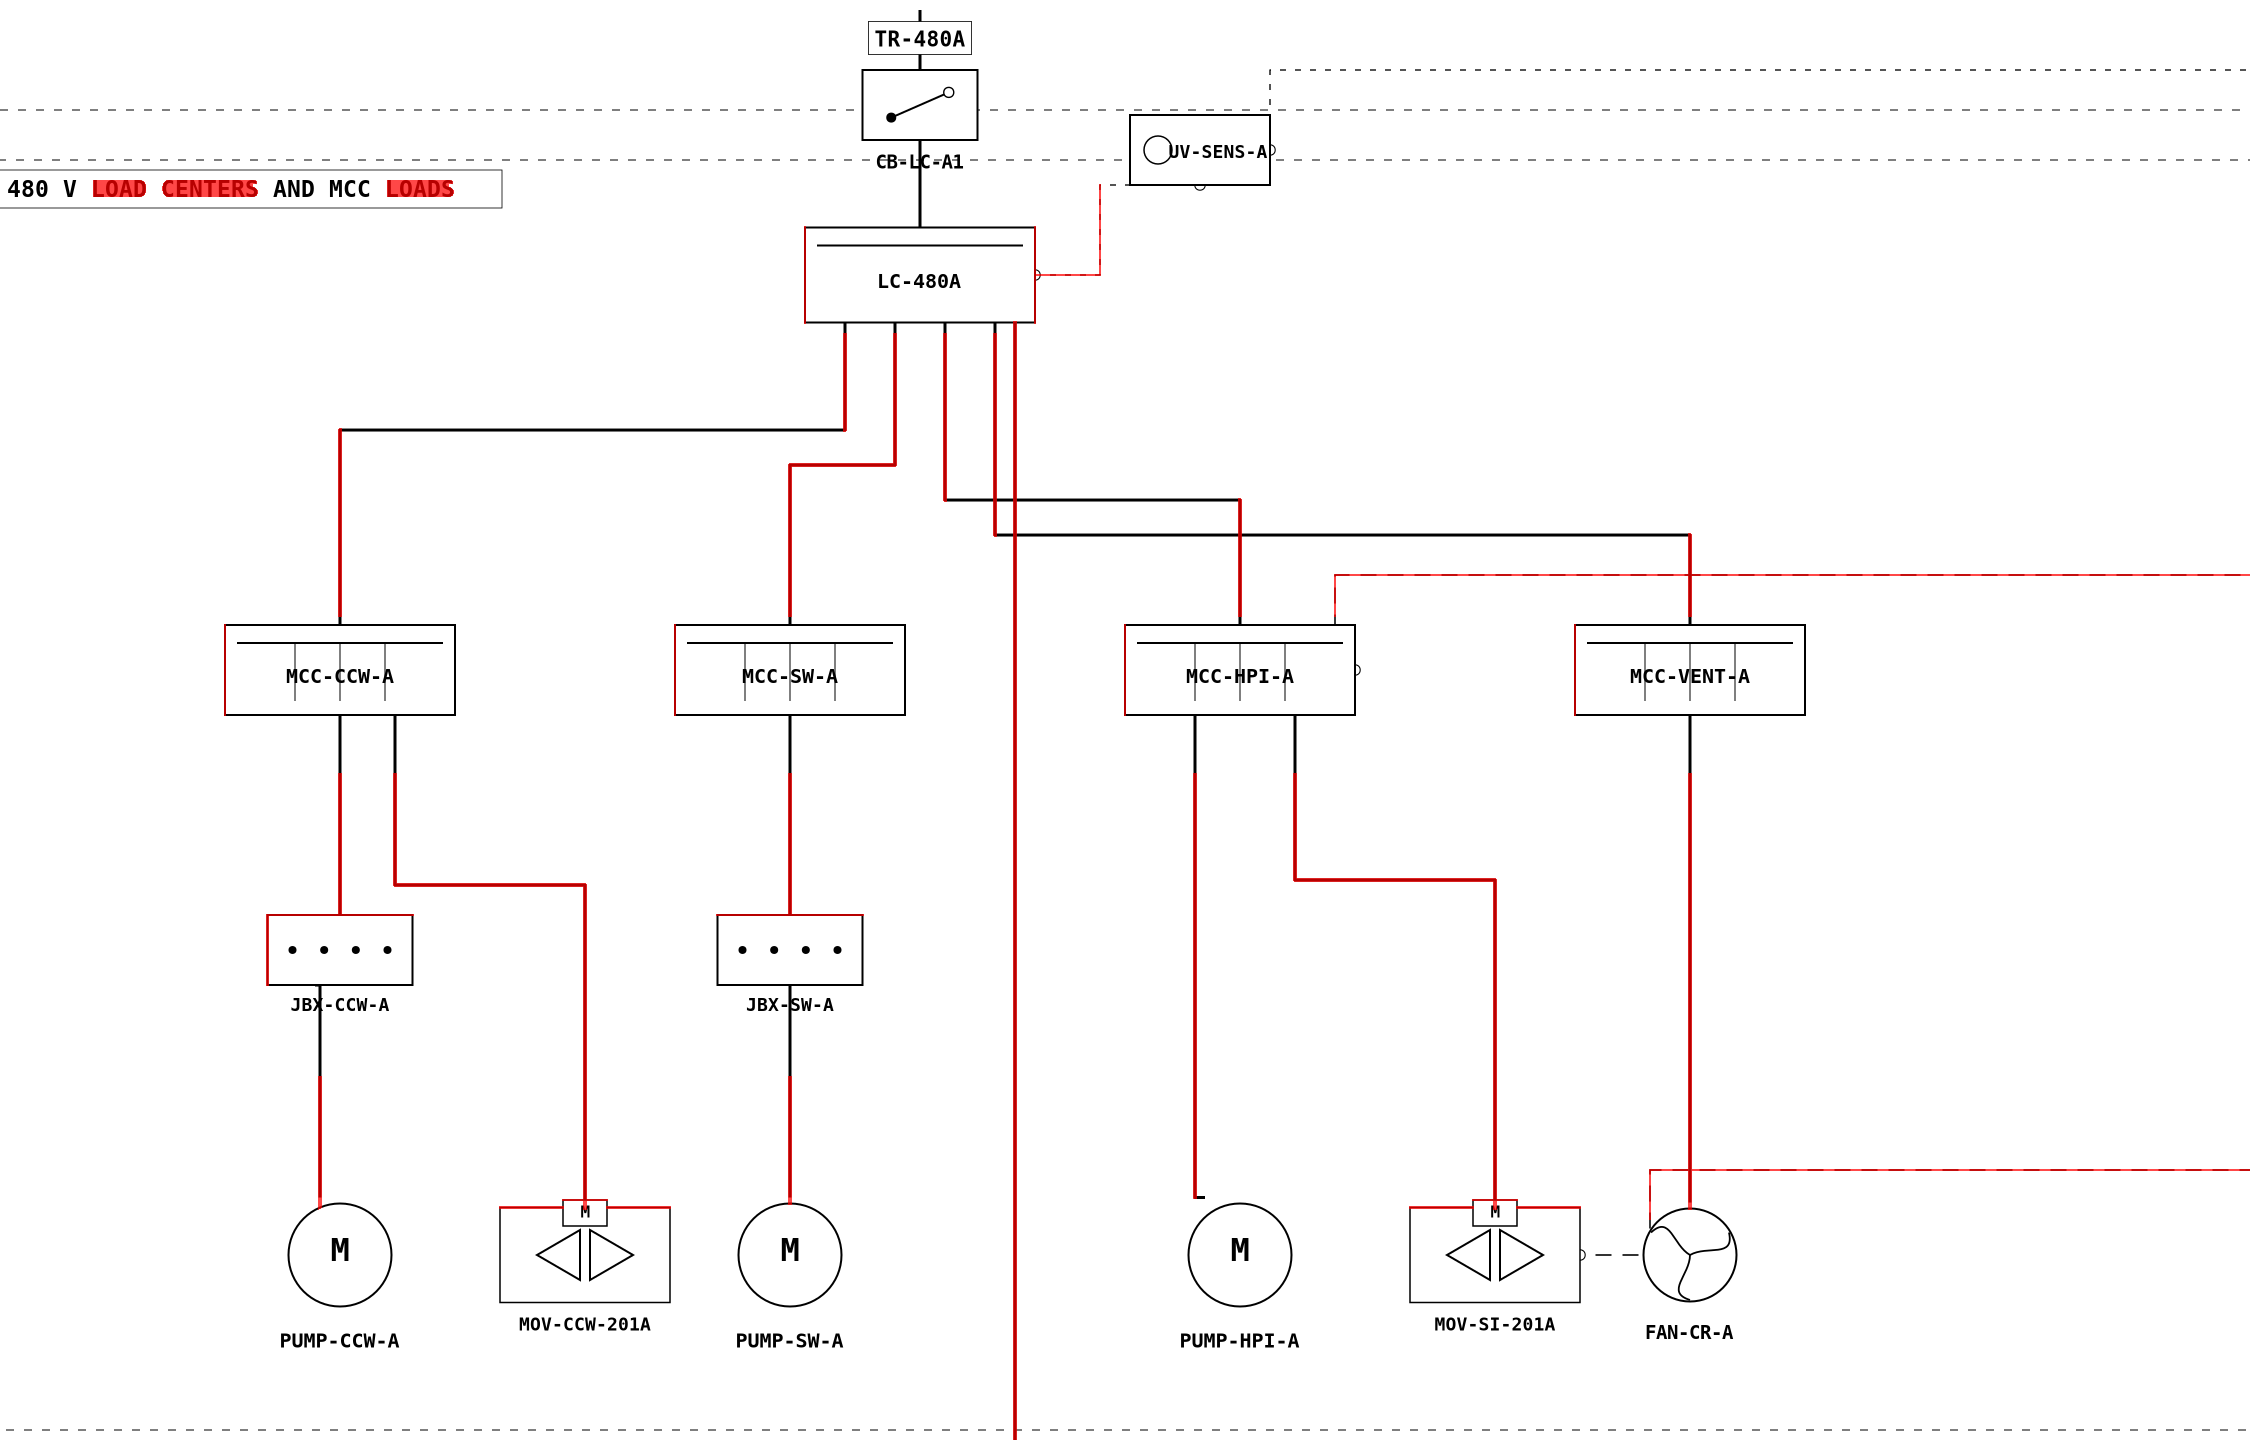 TR-480A
CB-LC-A1
UV-SENS-A
480 V LOAD CENTERS AND MCC LOADS
LC-480A
MCC-CCW-A
MCC-SW-A
MCC-HPI-A
MCC-VENT-A
JBX-CCW-A
JBX-SW-A
M
M
M
M
M
PUMP-CCW-A
MOV-CCW-201A
PUMP-SW-A
PUMP-HPI-A
MOV-SI-201A
FAN-CR-A